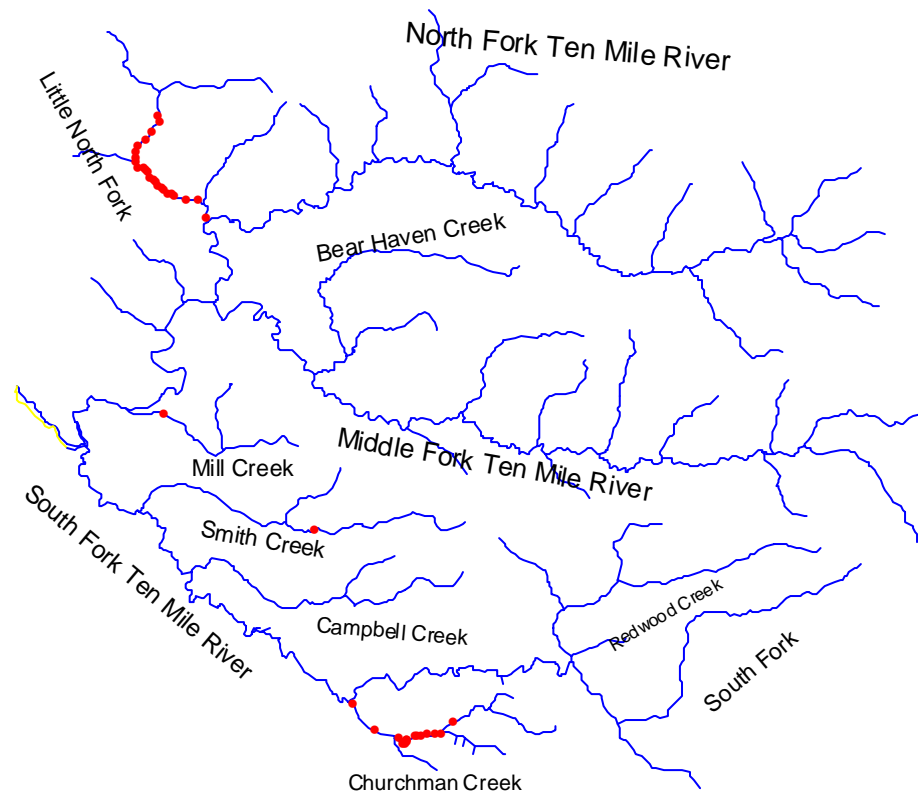 North Fork Ten Mile River
Little North Fork
Bear Haven Creek
Middle Fork Ten Mile River
Mill Creek
South Fork Ten Mile River
Smith Creek
Campbell Creek
Redwood Creek
South Fork
Churchman Creek